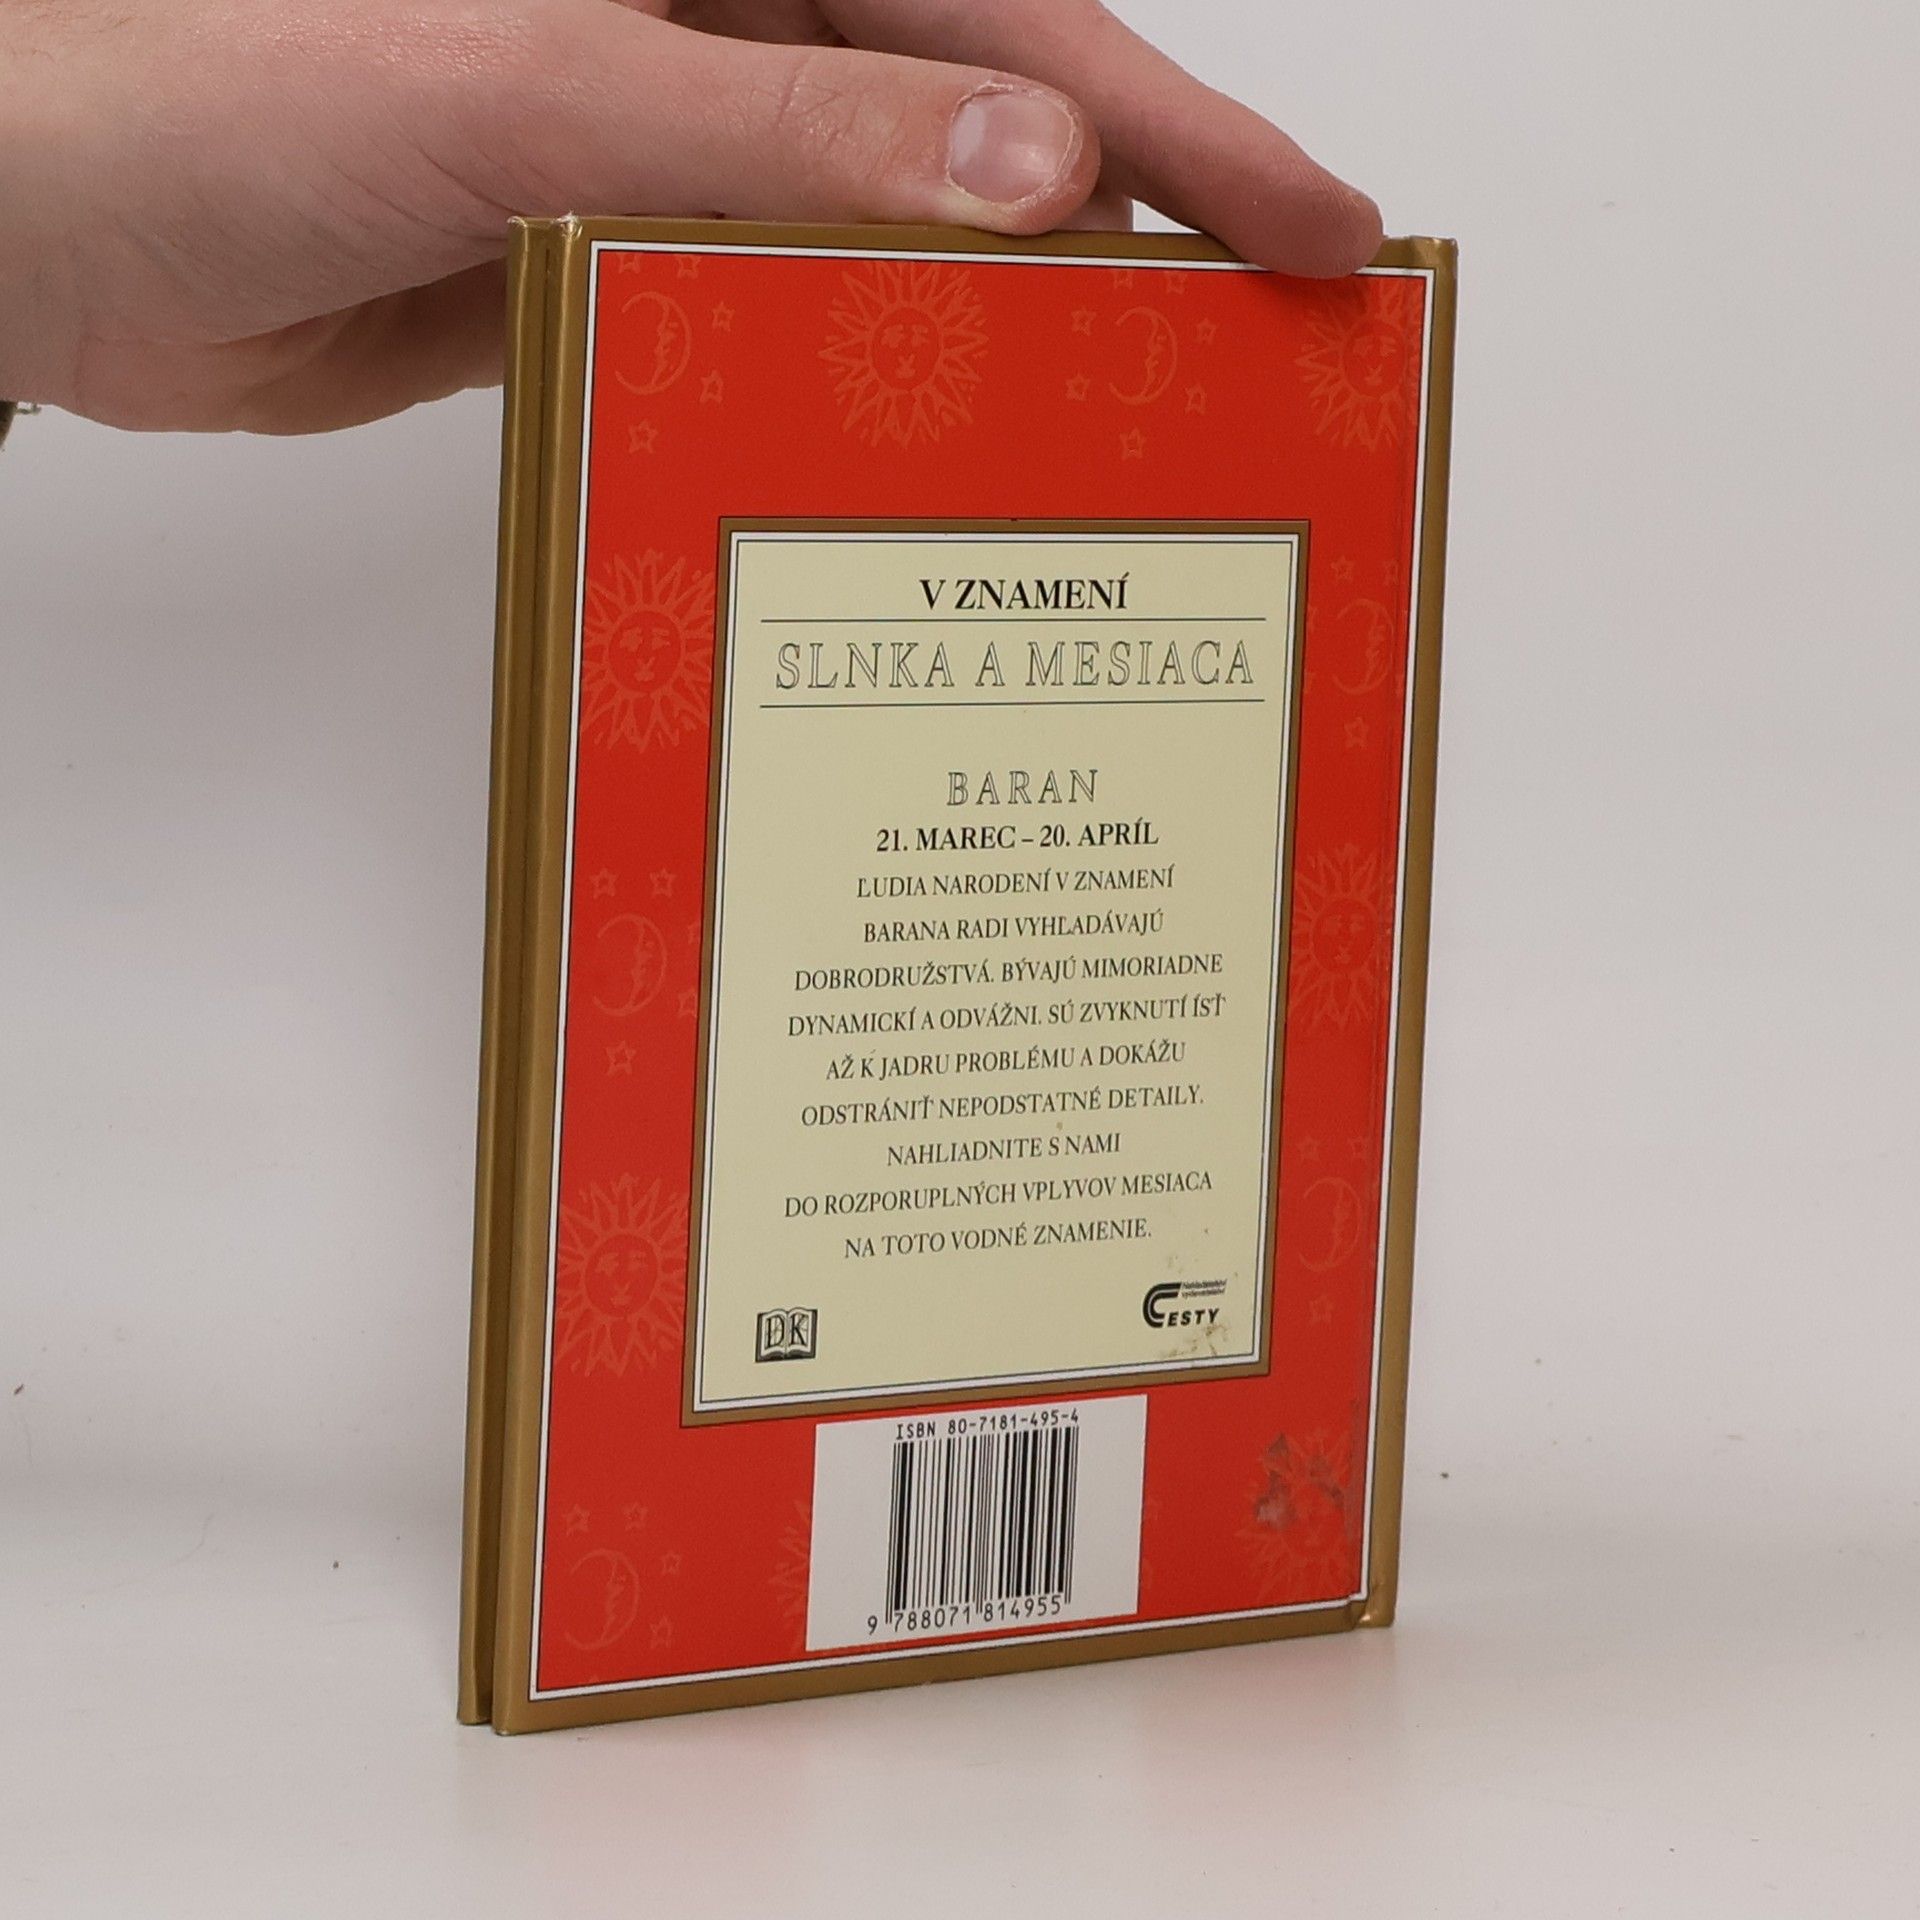 V ZNAMENÍ
SLNKA A MESIACA
BARAN
21. MAREC – 20. APRÍL
ĽUDIA NARODENÍ V ZNAMENÍ
BARANA RADI VYHĽADÁVAJÚ
DOBRODRUŽSTVÁ. BÝVAJÚ MIMORIADNE
DYNAMICKÍ A ODVÁŽNI. SÚ ZVYKNUTÍ ÍSŤ
AŽ K JADRU PROBLÉMU A DOKÁŽU
ODSTRÁNIŤ NEPODSTATNÉ DETAILY.
NAHLIADNITE S NAMI
DO ROZPORUPLNÝCH VPLYVOV MESIACA
NA TOTO VODNÉ ZNAMENIE.
DK
Nakladatelství
vydavateľstvo
CESTY
ISBN 80-7181-495-4
9 788071 814955